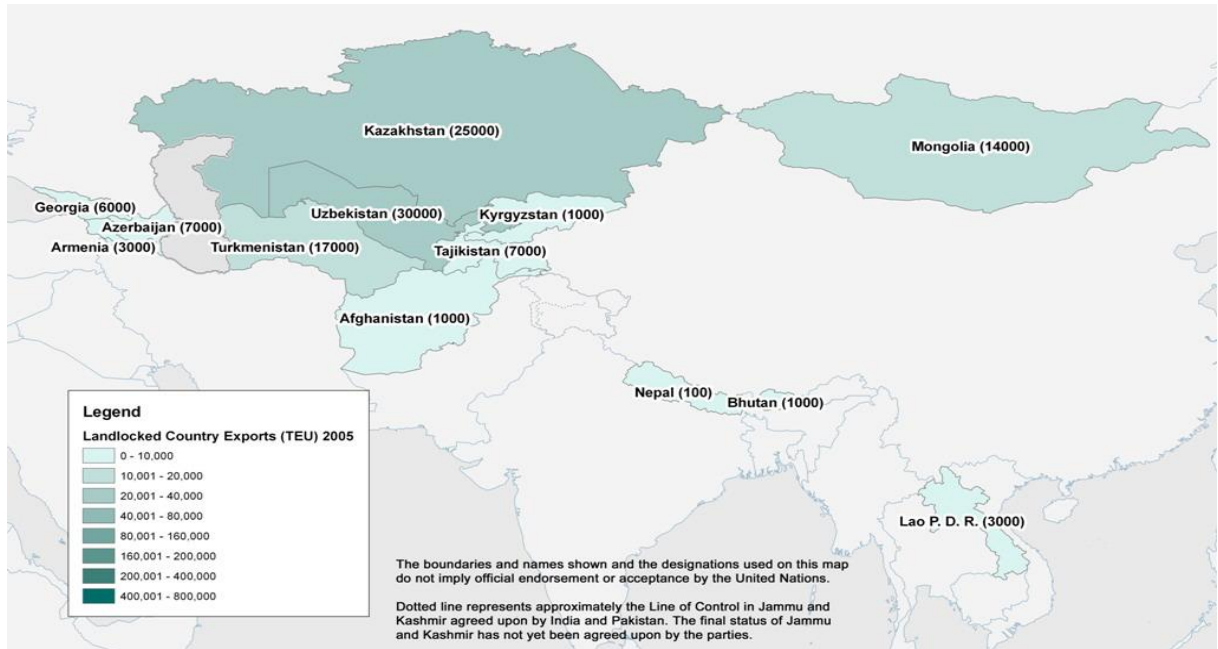 Kazakhstan (25000)
Mongolia (14000)
Georgia (6000)
Uzbekistan (30000)
Kyrgyzstan (1000)
Azerbaijan (7000)
Armenia (3000)
Turkmenistan (17000)
Tajikistan (7000)
Afghanistan (1000)
Nepal (100)
Bhutan (1000)
Lao P. D. R. (3000)
Legend
Landlocked Country Exports (TEU) 2005
0 - 10,000
10,001 - 20,000
20,001 - 40,000
40,001 - 80,000
80,001 - 160,000
160,001 - 200,000
200,001 - 400,000
400,001 - 800,000
The boundaries and names shown and the designations used on this map
do not imply official endorsement or acceptance by the United Nations.
Dotted line represents approximately the Line of Control in Jammu and
Kashmir agreed upon by India and Pakistan. The final status of Jammu
and Kashmir has not yet been agreed upon by the parties.